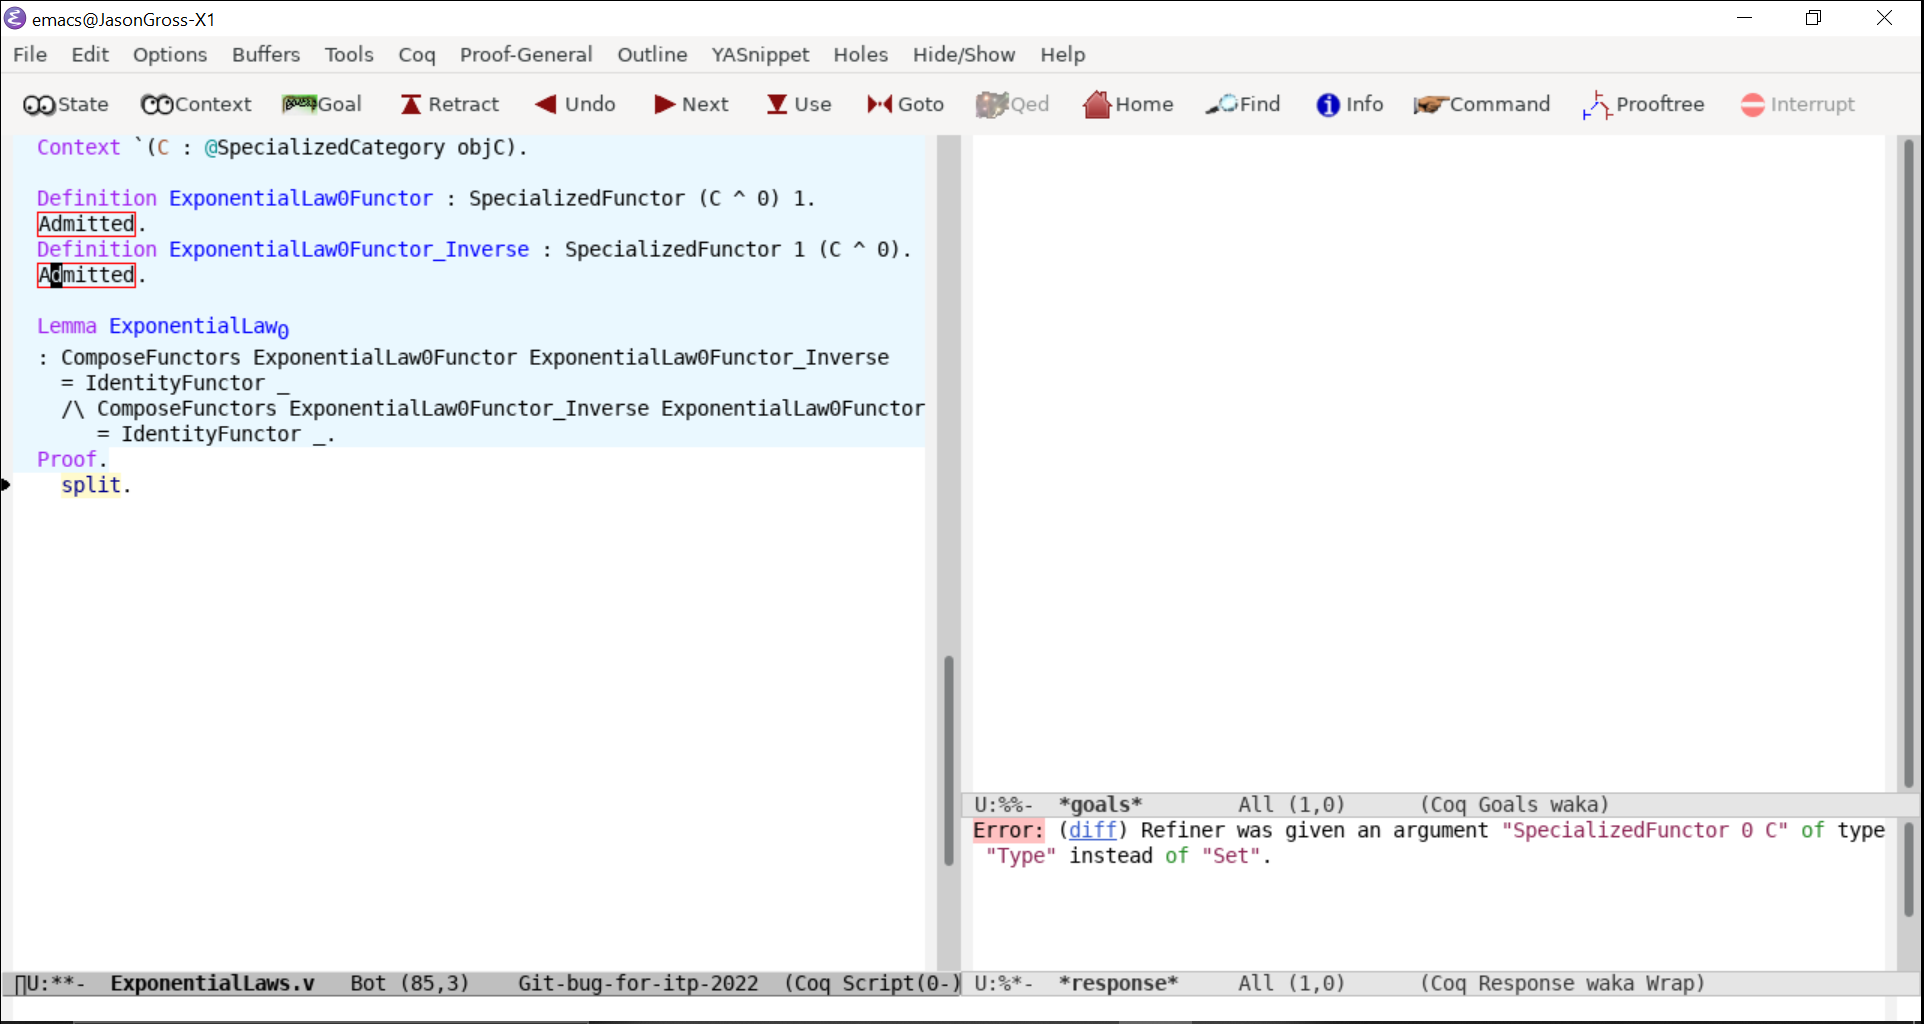 emacs@JasonGross-X1
File Edit Options Buffers Tools Coq Proof-General Outline YASnippet Holes Hide/Show Help
State Context Goal Retract Undo Next Use Goto Qed Home Find Info Command Prooftree Interrupt
Context `(C : @SpecializedCategory objC).
Definition ExponentialLaw0Functor : SpecializedFunctor (C ^ 0) 1.
Admitted.
Definition ExponentialLaw0Functor_Inverse : SpecializedFunctor 1 (C ^ 0).
Admitted.
Lemma ExponentialLaw₀
: ComposeFunctors ExponentialLaw0Functor ExponentialLaw0Functor_Inverse
= IdentityFunctor _
/\ ComposeFunctors ExponentialLaw0Functor_Inverse ExponentialLaw0Functor
= IdentityFunctor _.
Proof.
split.
U:**- ExponentialLaws.v Bot (85,3) Git-bug-for-itp-2022 (Coq Script(0-)
U:%%- *goals* All (1,0) (Coq Goals waka)
Error: (diff) Refiner was given an argument "SpecializedFunctor 0 C" of type
"Type" instead of "Set".
U:%*- *response* All (1,0) (Coq Response waka Wrap)